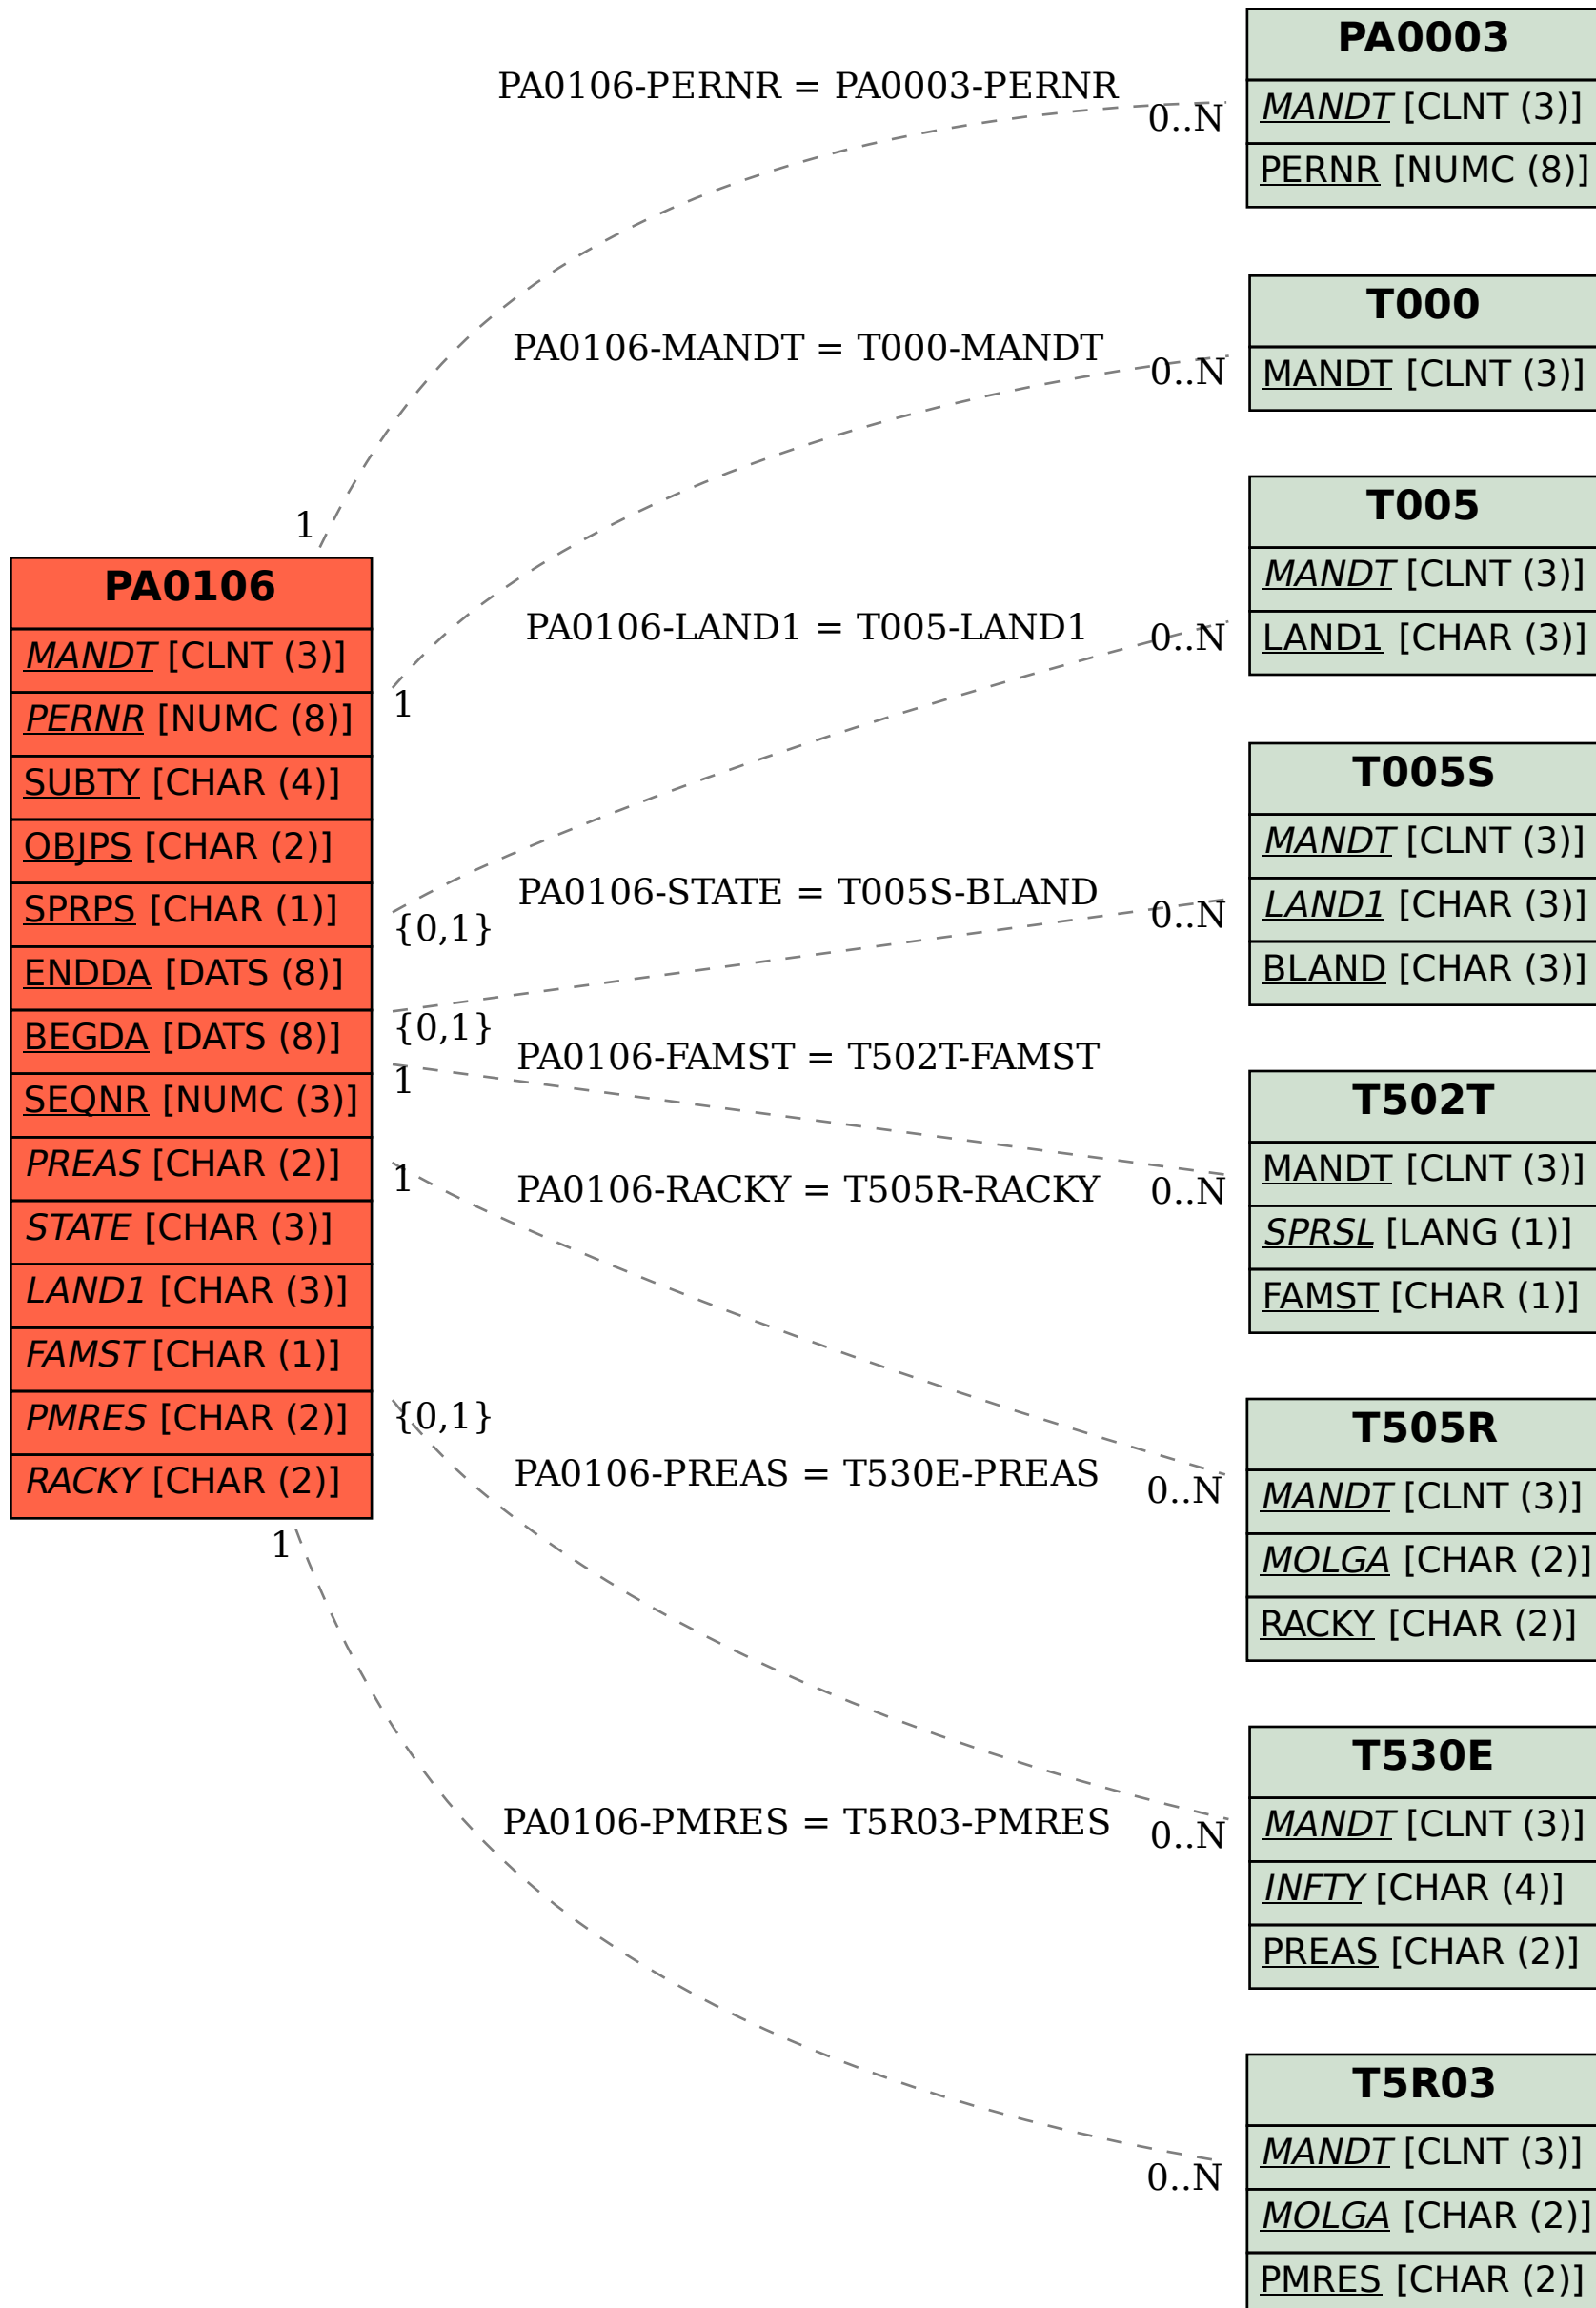 PA0003
MANDT [CLNT (3)]
PERNR [NUMC (8)]
PA0106-PERNR = PA0003-PERNR
0..N
1
T000
MANDT [CLNT (3)]
PA0106-MANDT = T000-MANDT
0..N
1
T005
MANDT [CLNT (3)]
LAND1 [CHAR (3)]
PA0106-LAND1 = T005-LAND1
0..N
{0,1}
PA0106
MANDT [CLNT (3)]
PERNR [NUMC (8)]
SUBTY [CHAR (4)]
OBJPS [CHAR (2)]
SPRPS [CHAR (1)]
ENDDA [DATS (8)]
BEGDA [DATS (8)]
SEQNR [NUMC (3)]
PREAS [CHAR (2)]
STATE [CHAR (3)]
LAND1 [CHAR (3)]
FAMST [CHAR (1)]
PMRES [CHAR (2)]
RACKY [CHAR (2)]
T005S
MANDT [CLNT (3)]
LAND1 [CHAR (3)]
BLAND [CHAR (3)]
PA0106-STATE = T005S-BLAND
0..N
{0,1}
T502T
MANDT [CLNT (3)]
SPRSL [LANG (1)]
FAMST [CHAR (1)]
PA0106-FAMST = T502T-FAMST
0..N
1
T505R
MANDT [CLNT (3)]
MOLGA [CHAR (2)]
RACKY [CHAR (2)]
PA0106-RACKY = T505R-RACKY
0..N
1
T530E
MANDT [CLNT (3)]
INFTY [CHAR (4)]
PREAS [CHAR (2)]
PA0106-PREAS = T530E-PREAS
0..N
{0,1}
T5R03
MANDT [CLNT (3)]
MOLGA [CHAR (2)]
PMRES [CHAR (2)]
PA0106-PMRES = T5R03-PMRES
0..N
1